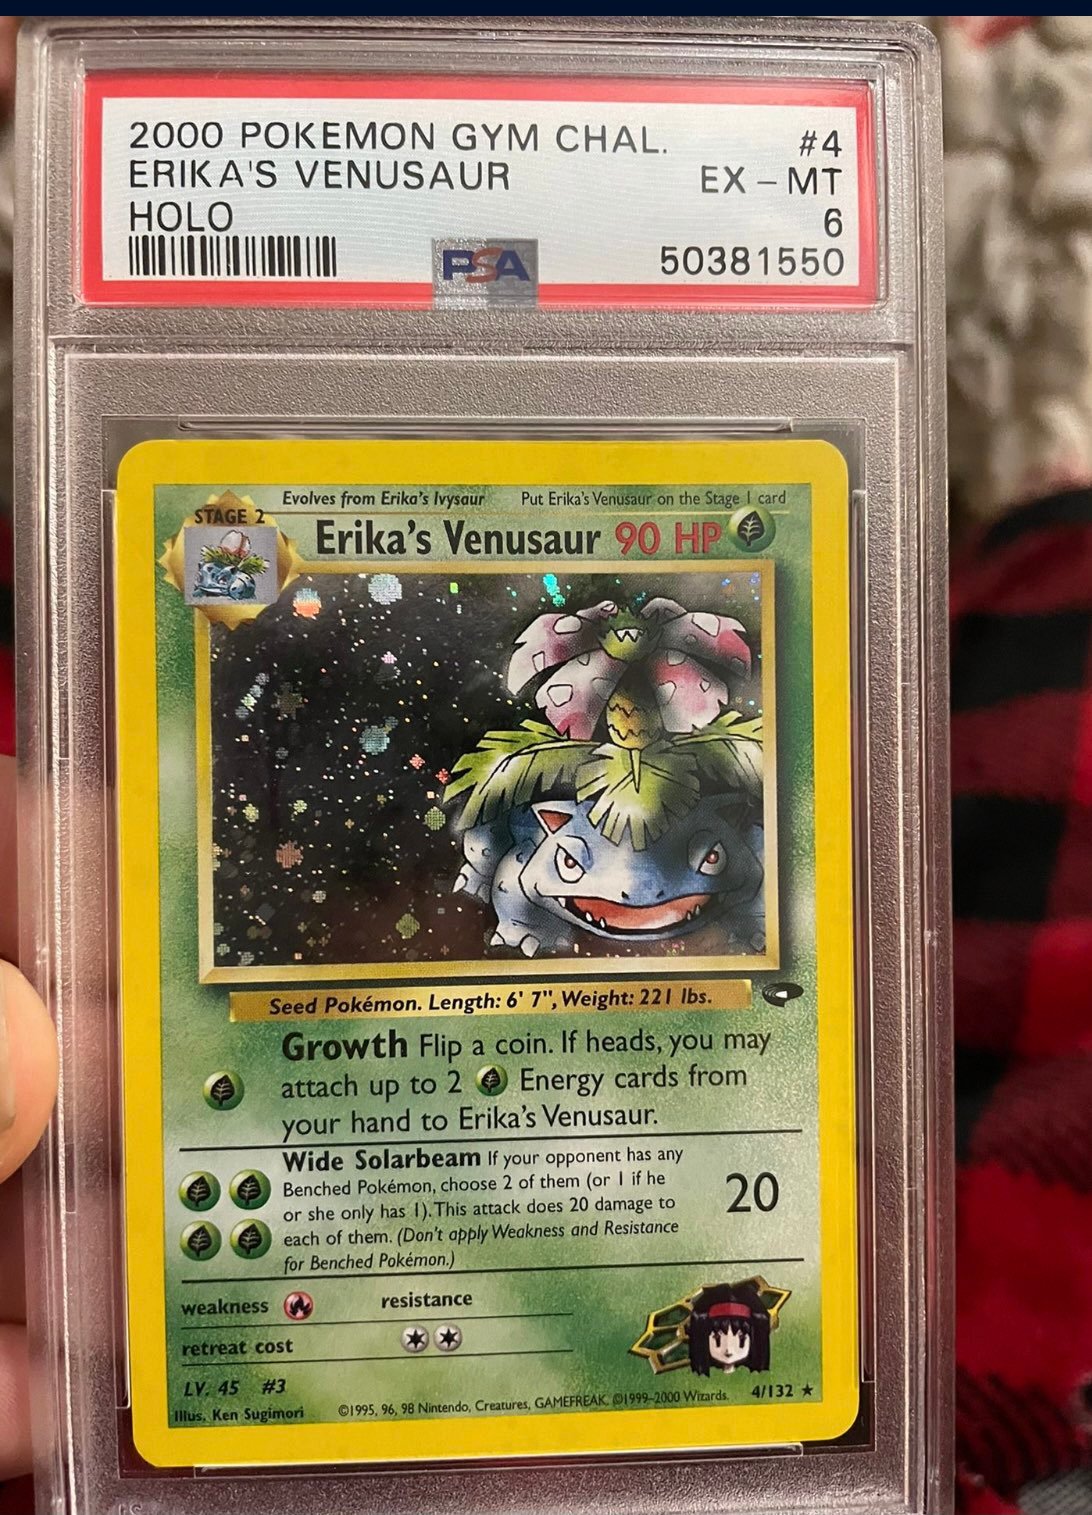 2000 POKEMON GYM CHAL. #4
ERIKA'S VENUSAUR EX - MT
HOLO 6
PSA 50381550
Evolves from Erika's Ivysaur Put Erika's Venusaur on the Stage 1 card
STAGE 2
Erika's Venusaur 90 HP
Seed Pokémon. Length: 6' 7", Weight: 221 lbs.
Growth Flip a coin. If heads, you may
attach up to 2 Energy cards from
your hand to Erika's Venusaur.
Wide Solarbeam If your opponent has any
Benched Pokémon, choose 2 of them (or 1 if he
or she only has 1). This attack does 20 damage to
each of them. (Don't apply Weakness and Resistance
for Benched Pokémon.)
20
weakness resistance
retreat cost
LV. 45 #3
Illus. Ken Sugimori ©1995, 96, 98 Nintendo, Creatures, GAMEFREAK. ©1999-2000 Wizards. 4/132 ★